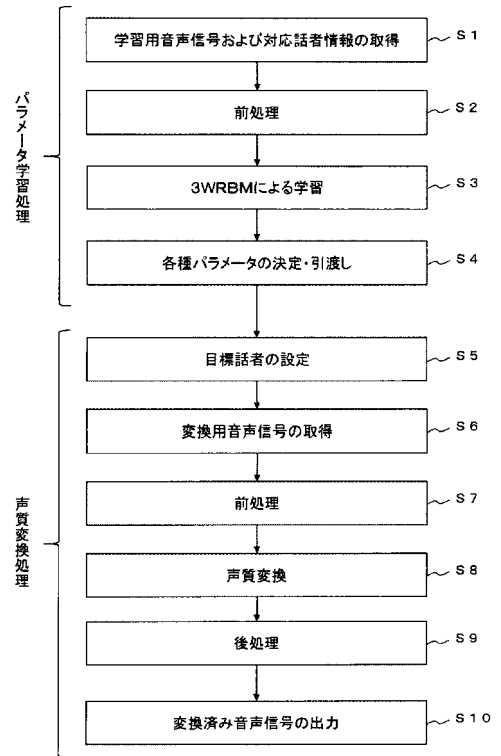 パラメータ学習処理
学習用音声信号および対応話者情報の取得
S1
前処理
S2
3WRBMによる学習
S3
各種パラメータの決定・引渡し
S4
声質変換処理
目標話者の設定
S5
変換用音声信号の取得
S6
前処理
S7
声質変換
S8
後処理
S9
変換済み音声信号の出力
S10